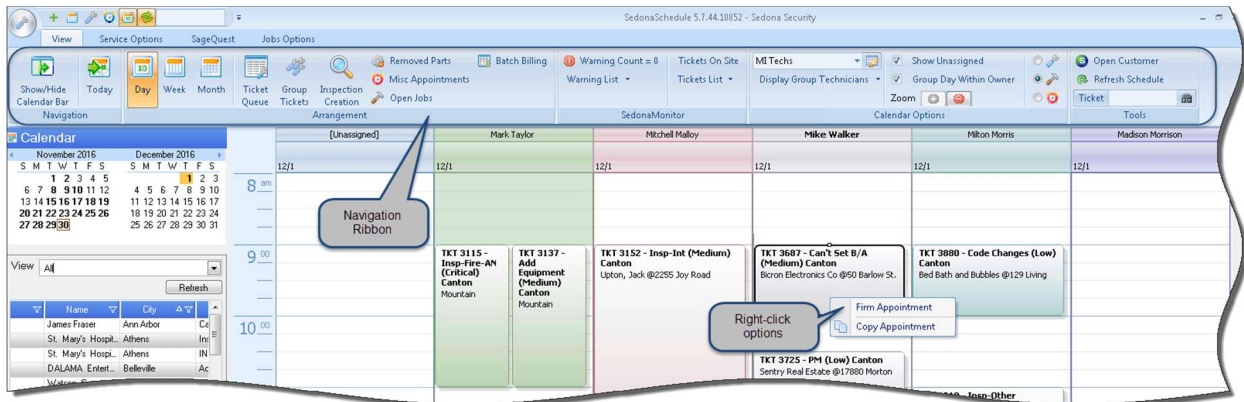 SedonaSchedule 5.7.44.10852 - Sedona Security
View Service Options SageQuest Jobs Options
Show/Hide Calendar Bar
Today
Navigation
Day Week Month
Ticket Queue
Group Tickets
Inspection Creation
Removed Parts
Misc Appointments
Open Jobs
Batch Billing
Arrangement
Warning Count = 0
Warning List
Tickets On Site
Tickets List
SedonaMonitor
MI Techs
Display Group Technicians
Show Unassigned
Group Day Within Owner
Zoom
Calendar Options
Open Customer
Refresh Schedule
Ticket
Tools
Calendar
November 2016
S M T W T F S
1 2 3 4 5
6 7 8 9 10 11 12
13 14 15 16 17 18 19
20 21 22 23 24 25 26
27 28 29 30
December 2016
S M T W T F S
1 2 3
4 5 6 7 8 9 10
11 12 13 14 15 16 17
18 19 20 21 22 23 24
25 26 27 28 29 30 31
View All
Refresh
Name City
James Fraser Ann Arbor Ca
St. Mary's Hospit... Athens Ins
St. Mary's Hospi... Athens IN
DALAMA Entert... Belleville Ac
[Unassigned] Mark Taylor Mitchell Malloy Mike Walker Milton Morris Madison Morrison
12/1 12/1 12/1 12/1 12/1 12/1
8 am
9 00
10 00
Navigation Ribbon
TKT 3115 - Insp-Fire-AN (Critical) Canton
Mountain
TKT 3137 - Add Equipment (Medium) Canton
Mountain
TKT 3152 - Insp-Int (Medium) Canton
Upton, Jack @2255 Joy Road
TKT 3687 - Can't Set B/A (Medium) Canton
Bicron Electronics Co @50 Barlow St.
TKT 3880 - Code Changes (Low) Canton
Bed Bath and Bubbles @129 Living
Right-click options
Firm Appointment
Copy Appointment
TKT 3725 - PM (Low) Canton
Sentry Real Estate @17880 Morton
Insp-Other